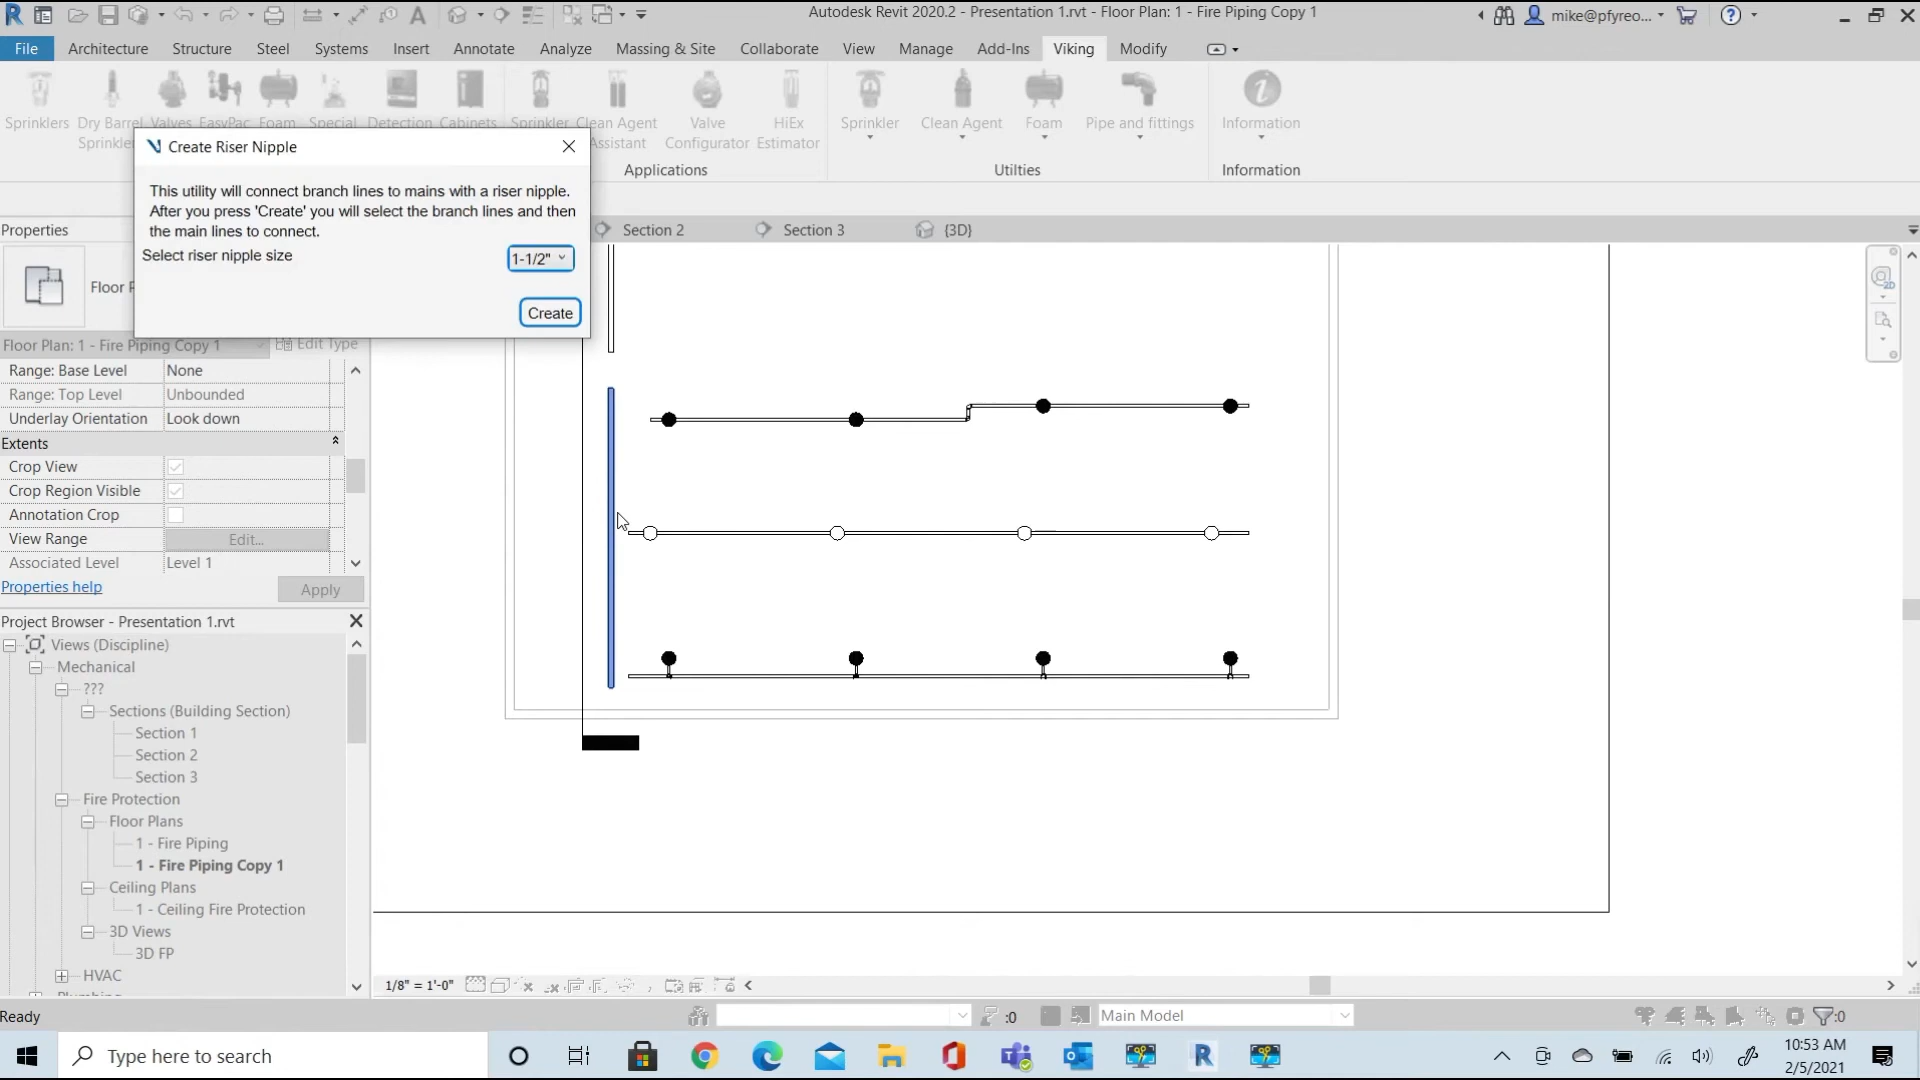 Autodesk Revit 2020.2 - Presentation 1.rvt - Floor Plan: 1 - Fire Piping Copy 1
mike@pfyreo...
File Architecture Structure Steel Systems Insert Annotate Analyze Massing & Site Collaborate View Manage Add-Ins Viking Modify
Sprinklers Dry Barrel Valves EasyPac Foam Special Detection Cabinets Sprinkler Clean Agent Valve HiEx Sprinkler Clean Agent Foam Pipe and fittings Information
Sprinkler Assistant Configurator Estimator
Applications Utilties Information
Create Riser Nipple
This utility will connect branch lines to mains with a riser nipple.
After you press 'Create' you will select the branch lines and then
the main lines to connect.
Select riser nipple size
1-1/2"
Create
Section 2 Section 3 {3D}
Properties
Floor P
Floor Plan: 1 - Fire Piping Copy 1 Edit Type
Range: Base Level None
Range: Top Level Unbounded
Underlay Orientation Look down
Extents
Crop View
Crop Region Visible
Annotation Crop
View Range Edit...
Associated Level Level 1
Properties help Apply
Project Browser - Presentation 1.rvt
Views (Discipline)
Mechanical
???
Sections (Building Section)
Section 1
Section 2
Section 3
Fire Protection
Floor Plans
1 - Fire Piping
1 - Fire Piping Copy 1
Ceiling Plans
1 - Ceiling Fire Protection
3D Views
3D FP
HVAC
2D
1/8" = 1'-0"
Ready
:0
Main Model
:0
Type here to search
10:53 AM
2/5/2021